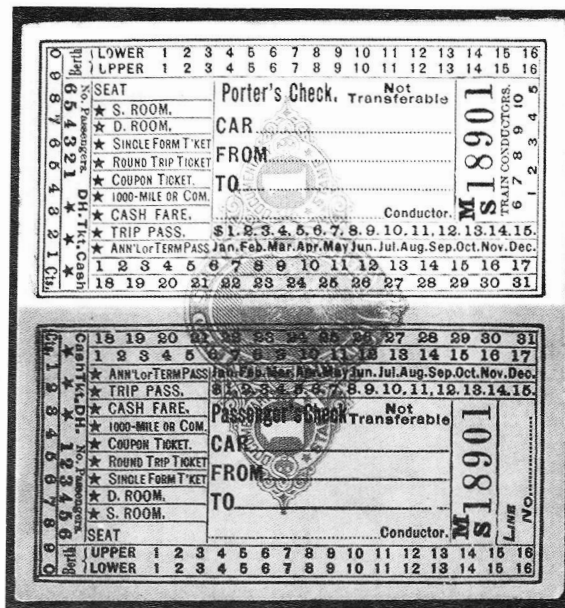 Berth LOWER 1 2 3 4 5 6 7 8 9 10 11 12 13 14 15 16
UPPER 1 2 3 4 5 6 7 8 9 10 11 12 13 14 15 16
0 9 8 7 6 5 4 3 2 1 Cts.
No. Passengers. 6 5 4 3 2 1 ★ DH. Tkt. Cash ★ ★ ★
SEAT
★ S. ROOM.
★ D. ROOM.
★ SINGLE FORM T'KET
★ ROUND TRIP TICKET
★ COUPON TICKET.
★ 1000-MILE OR COM.
★ CASH FARE.
★ TRIP PASS.
★ ANN'L or TERM PASS
Porter's Check. Not Transferable
CAR
FROM
TO
Conductor.
$1. 2. 3. 4. 5. 6. 7. 8. 9. 10. 11. 12. 13. 14. 15.
Jan. Feb. Mar. Apr. May Jun. Jul. Aug. Sep. Oct. Nov. Dec.
M S 18901
TRAIN CONDUCTORS.
6 7 8 9 10
1 2 3 4 5
1 2 3 4 5 6 7 8 9 10 11 12 13 14 15 16 17
18 19 20 21 22 23 24 25 26 27 28 29 30 31
18 19 20 21 22 23 24 25 26 27 28 29 30 31
1 2 3 4 5 6 7 8 9 10 11 12 13 14 15 16 17
Cts. 1 2 3 4 5 6 7 8 9 0
Cash Tkt. DH. No. Passengers. 1 2 3 4 5 6
★ ANN'L or TERM PASS
★ TRIP PASS.
★ CASH FARE.
★ 1000-MILE OR COM.
★ COUPON TICKET.
★ ROUND TRIP TICKET
★ SINGLE FORM T'KET
★ D. ROOM.
★ S. ROOM.
SEAT
Jan. Feb. Mar. Apr. May Jun. Jul. Aug. Sep. Oct. Nov. Dec.
$1. 2. 3. 4. 5. 6. 7. 8. 9. 10. 11. 12. 13. 14. 15.
Passenger's Check Not Transferable
CAR
FROM
TO
Conductor.
M S 18901
LINE
No.
Berth UPPER 1 2 3 4 5 6 7 8 9 10 11 12 13 14 15 16
LOWER 1 2 3 4 5 6 7 8 9 10 11 12 13 14 15 16